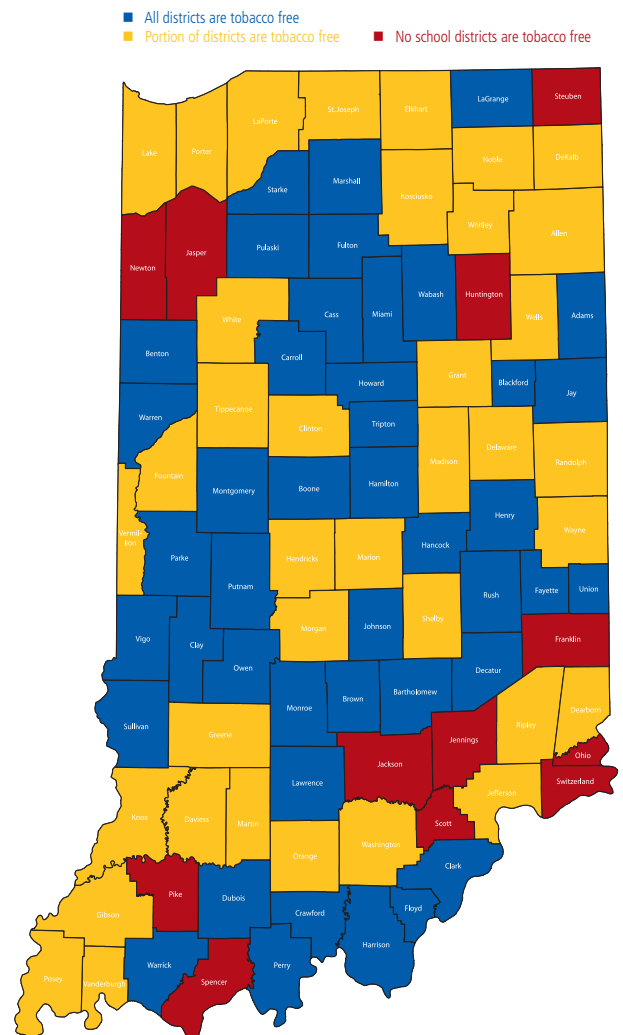 All districts are tobacco free
Portion of districts are tobacco free
No school districts are tobacco free
LaGrange
Steuben
St.Joseph
Elkhart
LaPorte
Lake
Porter
Noble
DeKalb
Starke
Marshall
Kosciusko
Whitley
Allen
Newton
Jasper
Pulaski
Fulton
Wabash
Huntington
White
Cass
Miami
Wells
Adams
Benton
Carroll
Howard
Grant
Blackford
Jay
Warren
Tippecanoe
Clinton
Tripton
Madison
Delaware
Randolph
Fountain
Montgomery
Boone
Hamilton
Henry
Vermil-
lion
Parke
Putnam
Hendricks
Marion
Hancock
Wayne
Rush
Fayette
Union
Vigo
Clay
Owen
Morgan
Johnson
Shelby
Franklin
Decatur
Monroe
Brown
Bartholomew
Sullivan
Greene
Ripley
Dearborn
Jennings
Jackson
Ohio
Switzerland
Lawrence
Jefferson
Knox
Daviess
Martin
Scott
Orange
Washington
Clark
Pike
Dubois
Gibson
Crawford
Floyd
Harrison
Posey
Vanderburgh
Warrick
Spencer
Perry